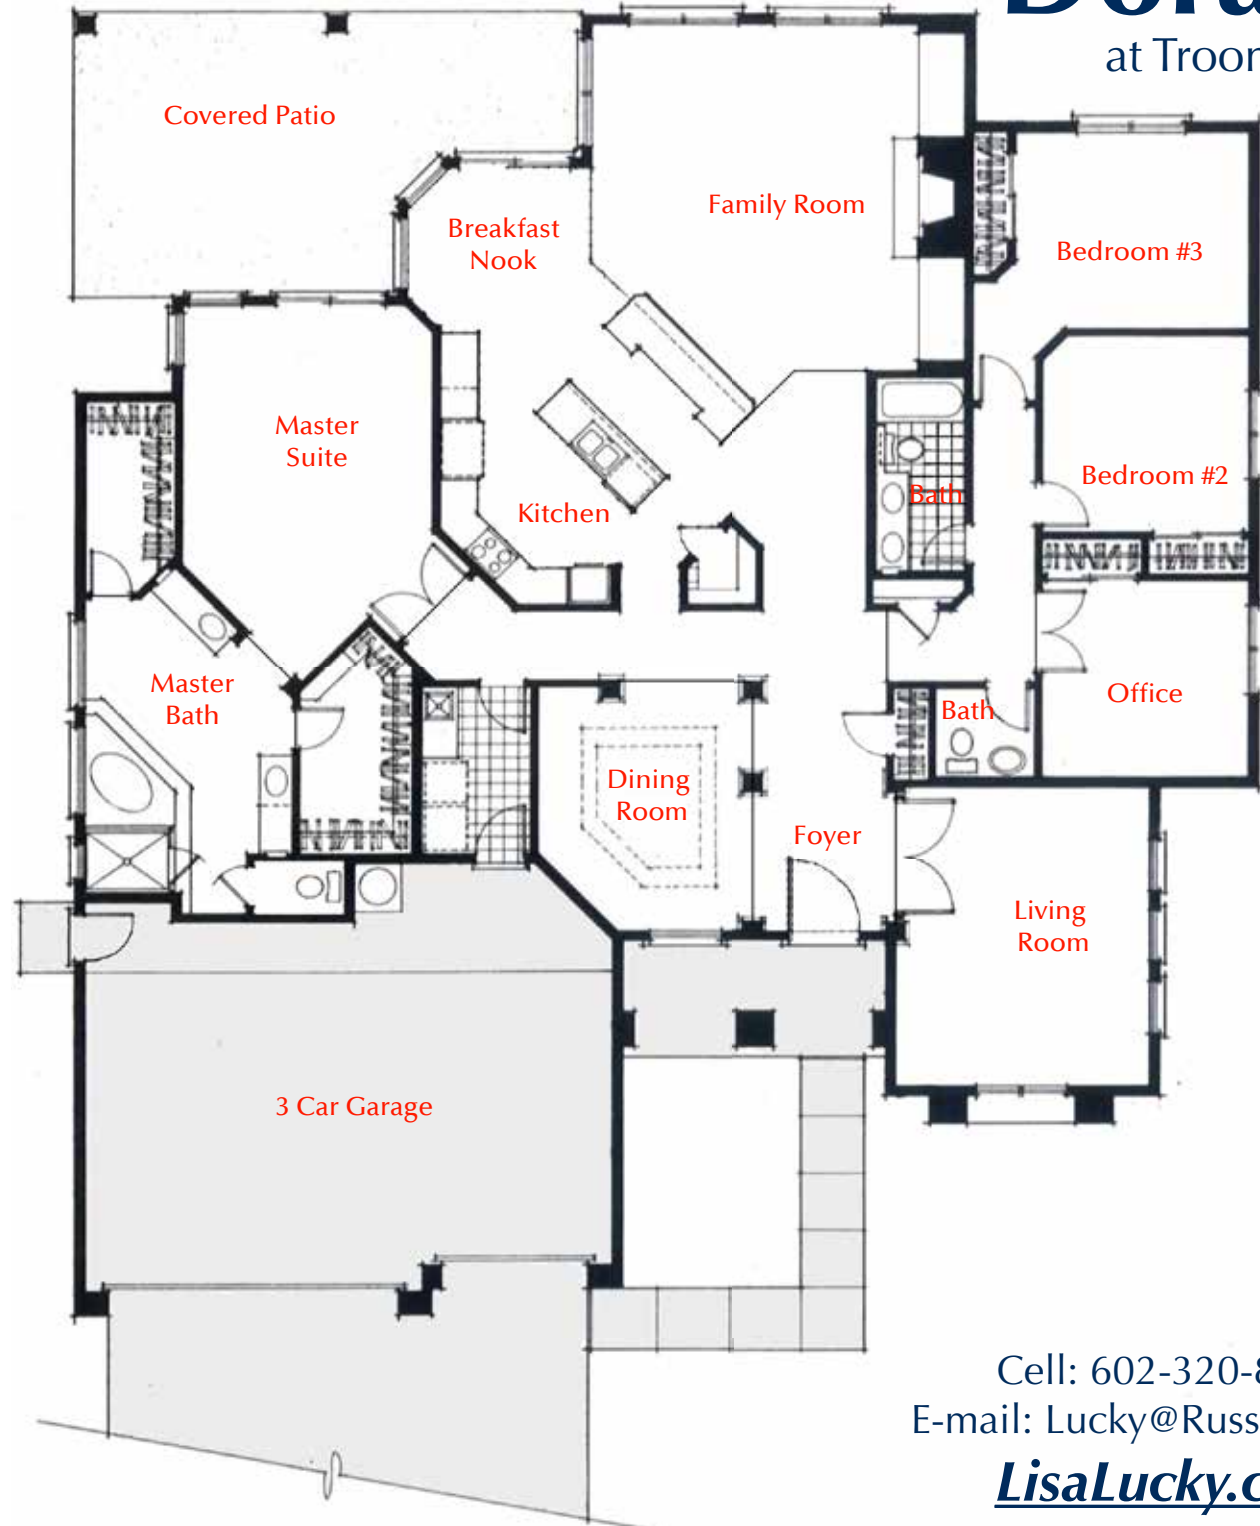 at Troon
Covered Patio
Family Room
Breakfast
Nook
Bedroom #3
Master
Suite
Bedroom #2
Bath
Kitchen
Master
Bath
Office
Bath
Dining
Room
Foyer
Living
Room
3 Car Garage
Cell: 602-320-8
E-mail: Lucky@Russ
LisaLucky.c